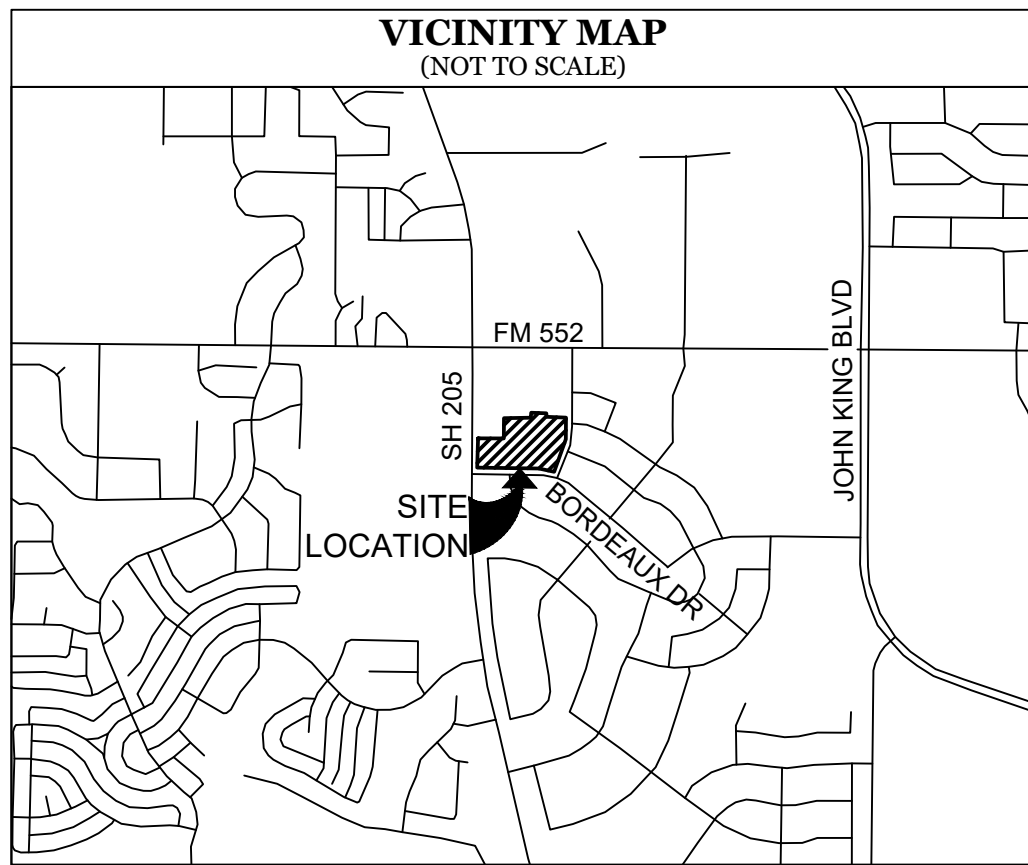 VICINITY MAP
(NOT TO SCALE)
FM 552
JOHN KING BLVD
SH 205
SITE
LOCATION
BORDEAUX DR